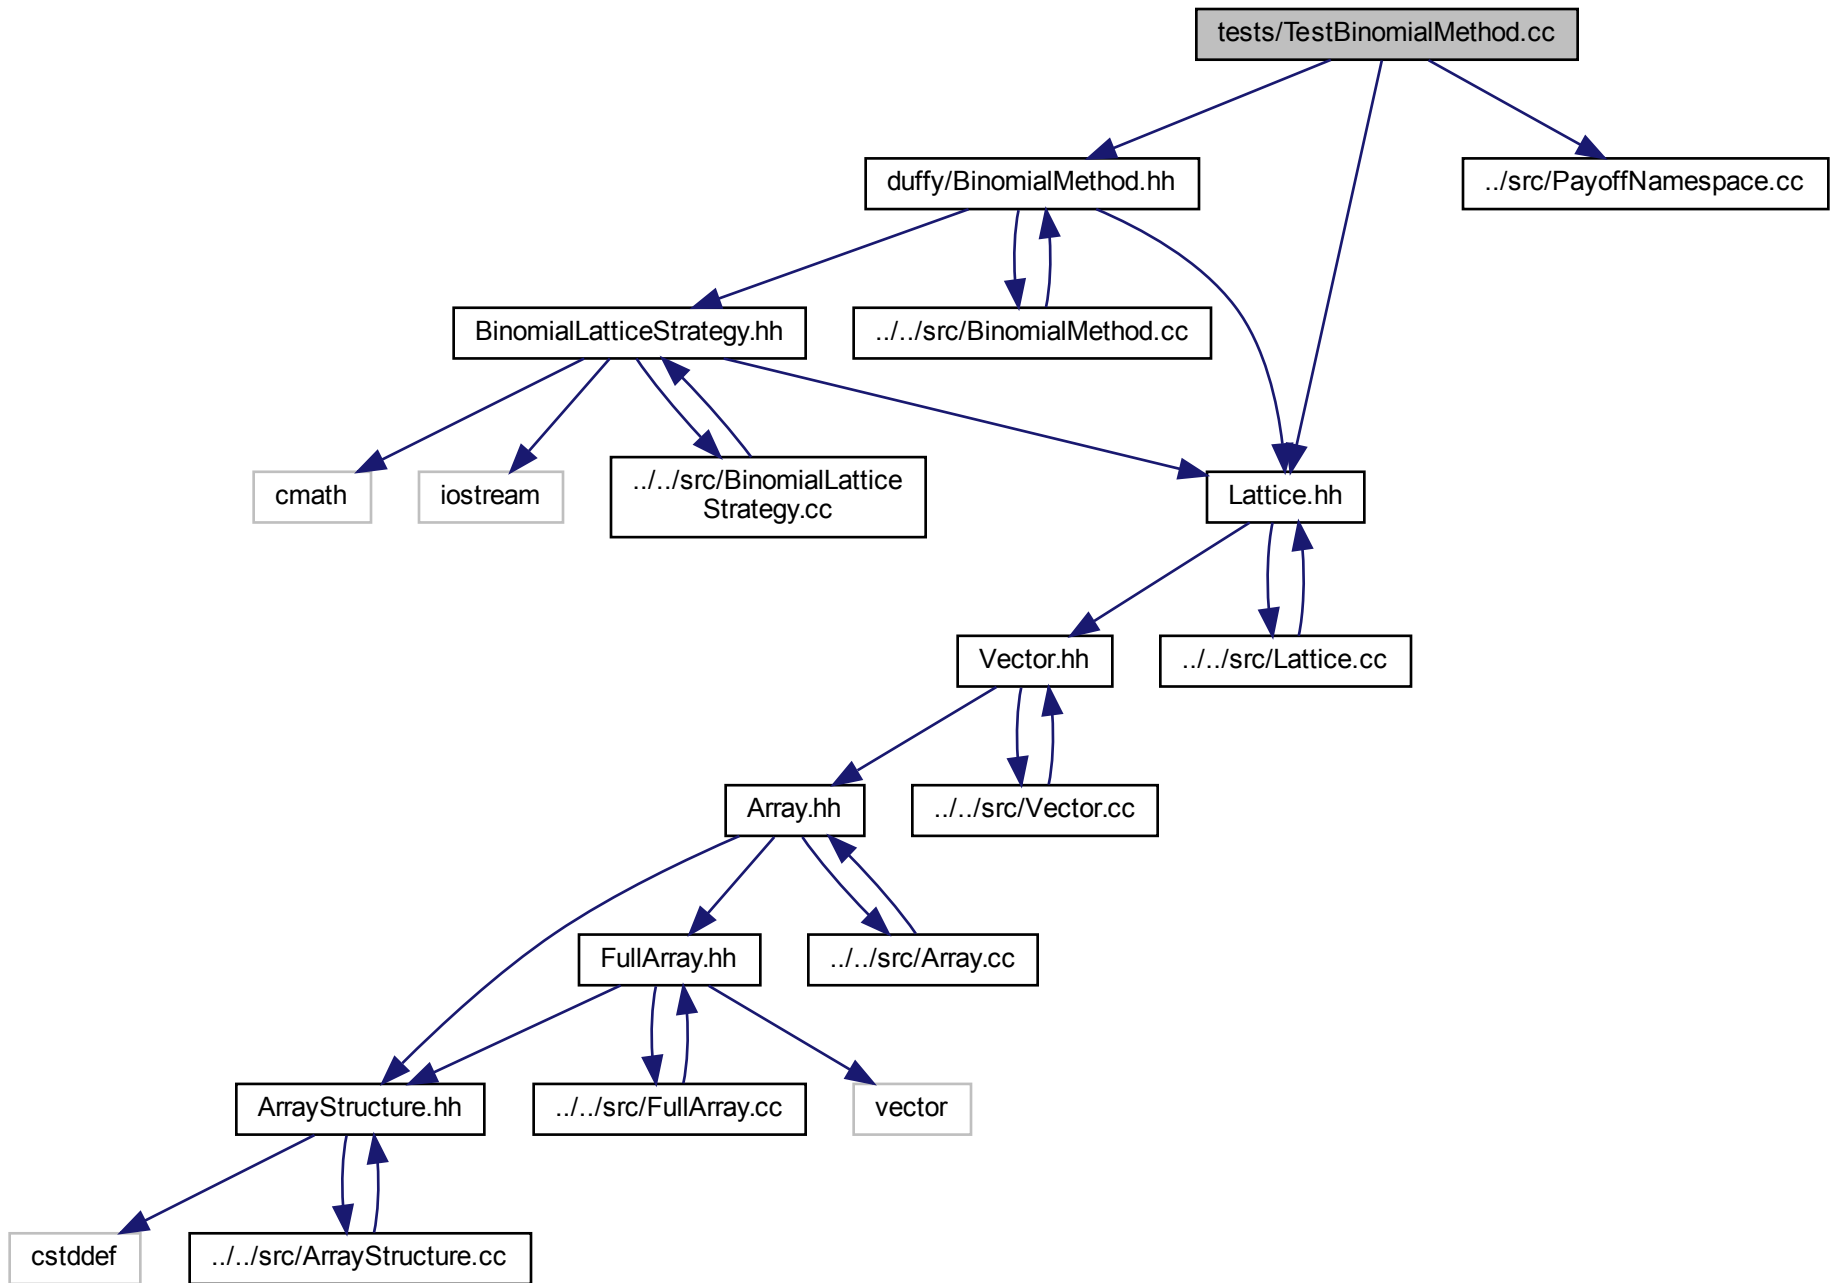 tests/TestBinomialMethod.cc
duffy/BinomialMethod.hh
../src/PayoffNamespace.cc
BinomialLatticeStrategy.hh
../../src/BinomialMethod.cc
cmath
iostream
../../src/BinomialLattice
Strategy.cc
Lattice.hh
Vector.hh
../../src/Lattice.cc
Array.hh
../../src/Vector.cc
FullArray.hh
../../src/Array.cc
ArrayStructure.hh
../../src/FullArray.cc
vector
cstddef
../../src/ArrayStructure.cc